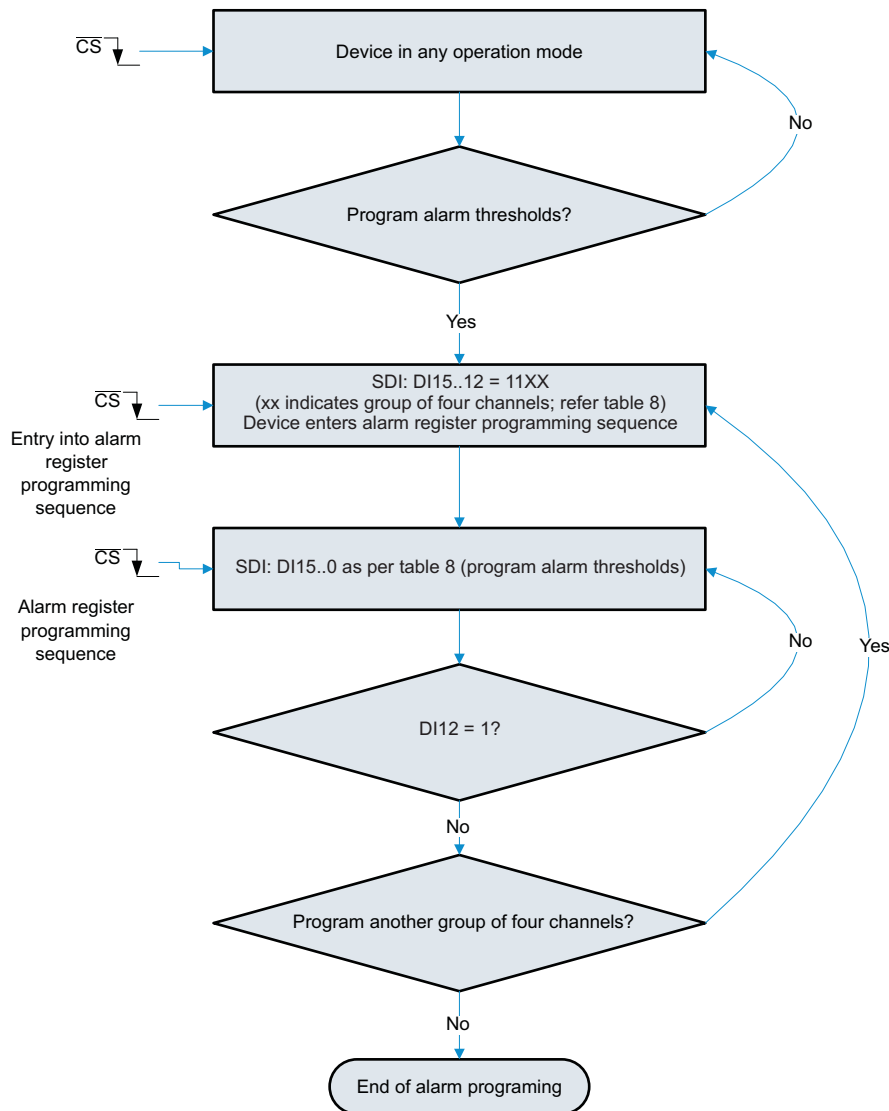 CS
Device in any operation mode
No
Program alarm thresholds?
Yes
CS
SDI: DI15..12 = 11XX
(xx indicates group of four channels; refer table 8)
Device enters alarm register programming sequence
Entry into alarm
register
programming
sequence
CS
SDI: DI15..0 as per table 8 (program alarm thresholds)
Alarm register
programming
sequence
No
Yes
DI12 = 1?
No
Program another group of four channels?
No
End of alarm programing